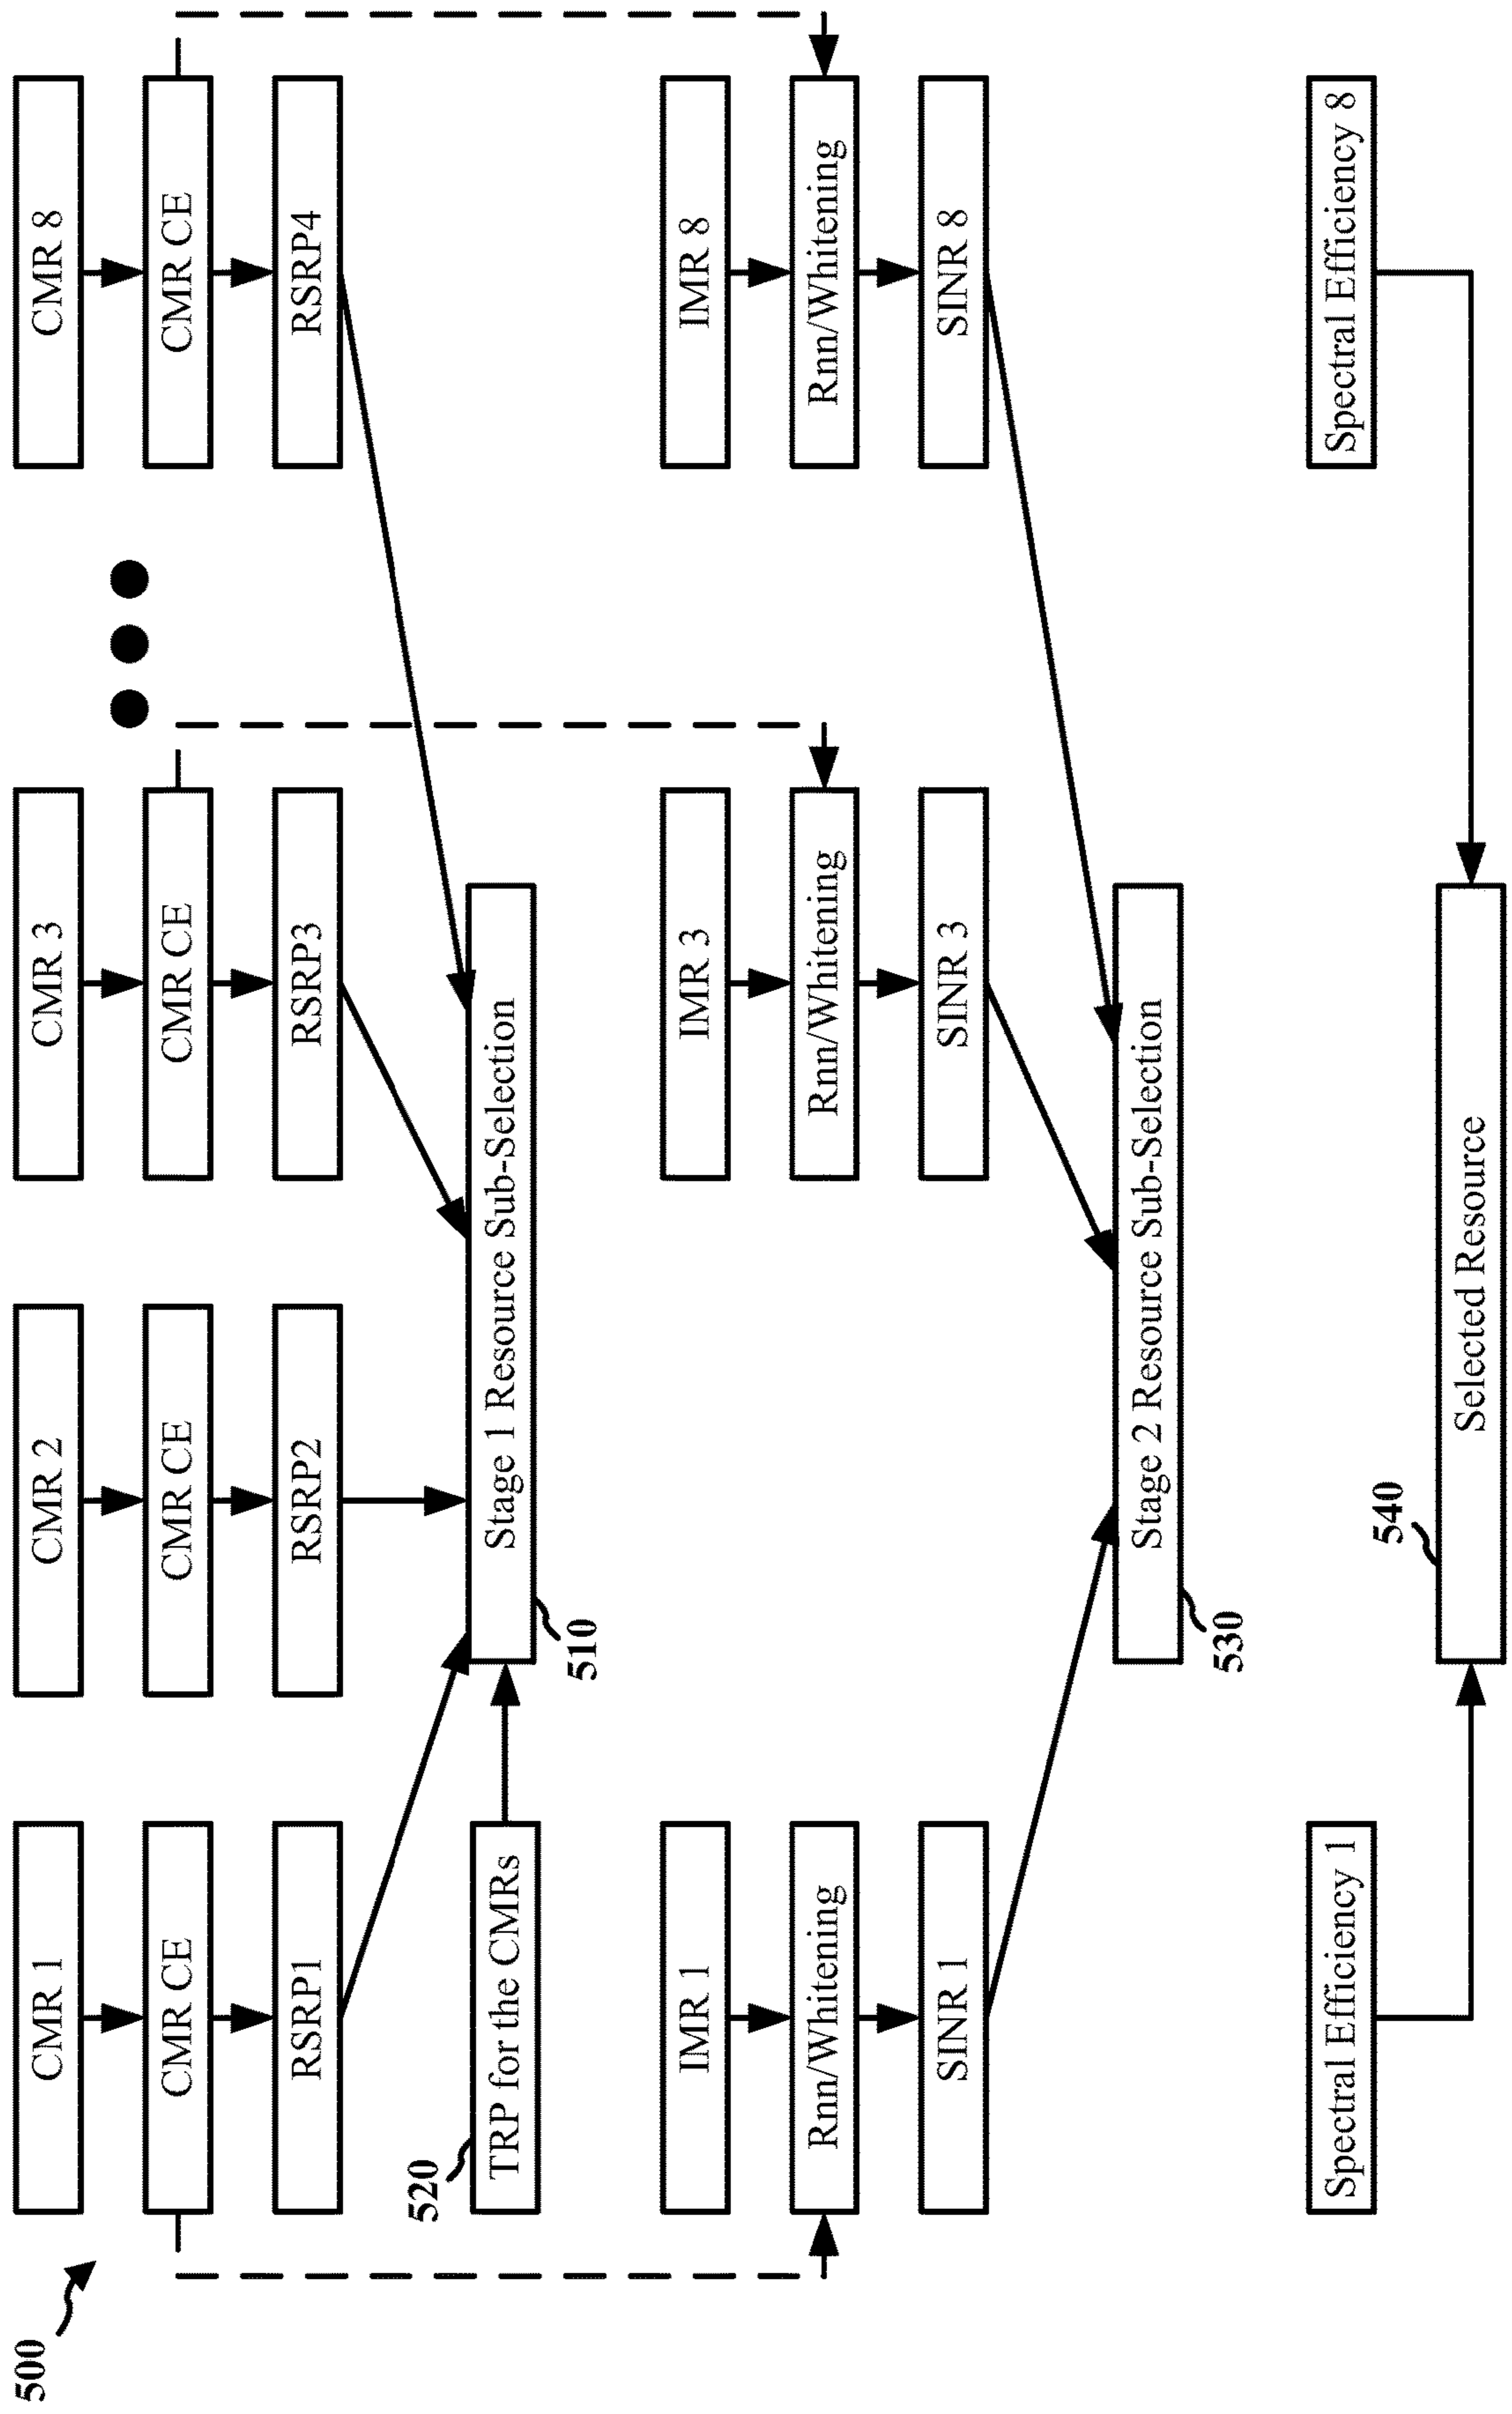 500
CMR 1
CMR 2
CMR 3
CMR 8
CMR CE
CMR CE
CMR CE
CMR CE
RSRP1
RSRP2
RSRP3
RSRP4
520
TRP for the CMRs
Stage 1 Resource Sub-Selection
510
IMR 1
IMR 3
IMR 8
Rnn/Whitening
Rnn/Whitening
Rnn/Whitening
SINR 1
SINR 3
SINR 8
Stage 2 Resource Sub-Selection
530
Spectral Efficiency 1
Spectral Efficiency 8
540
Selected Resource